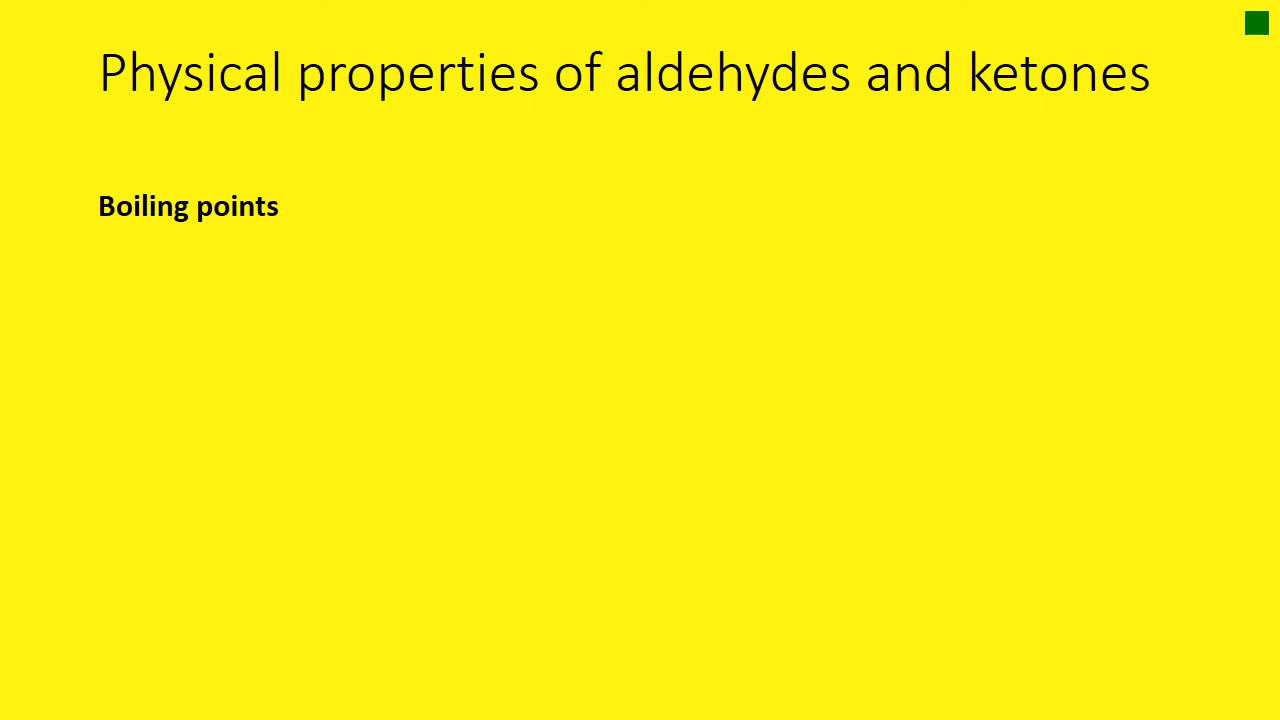 Physical properties of aldehydes and ketones
Boiling points